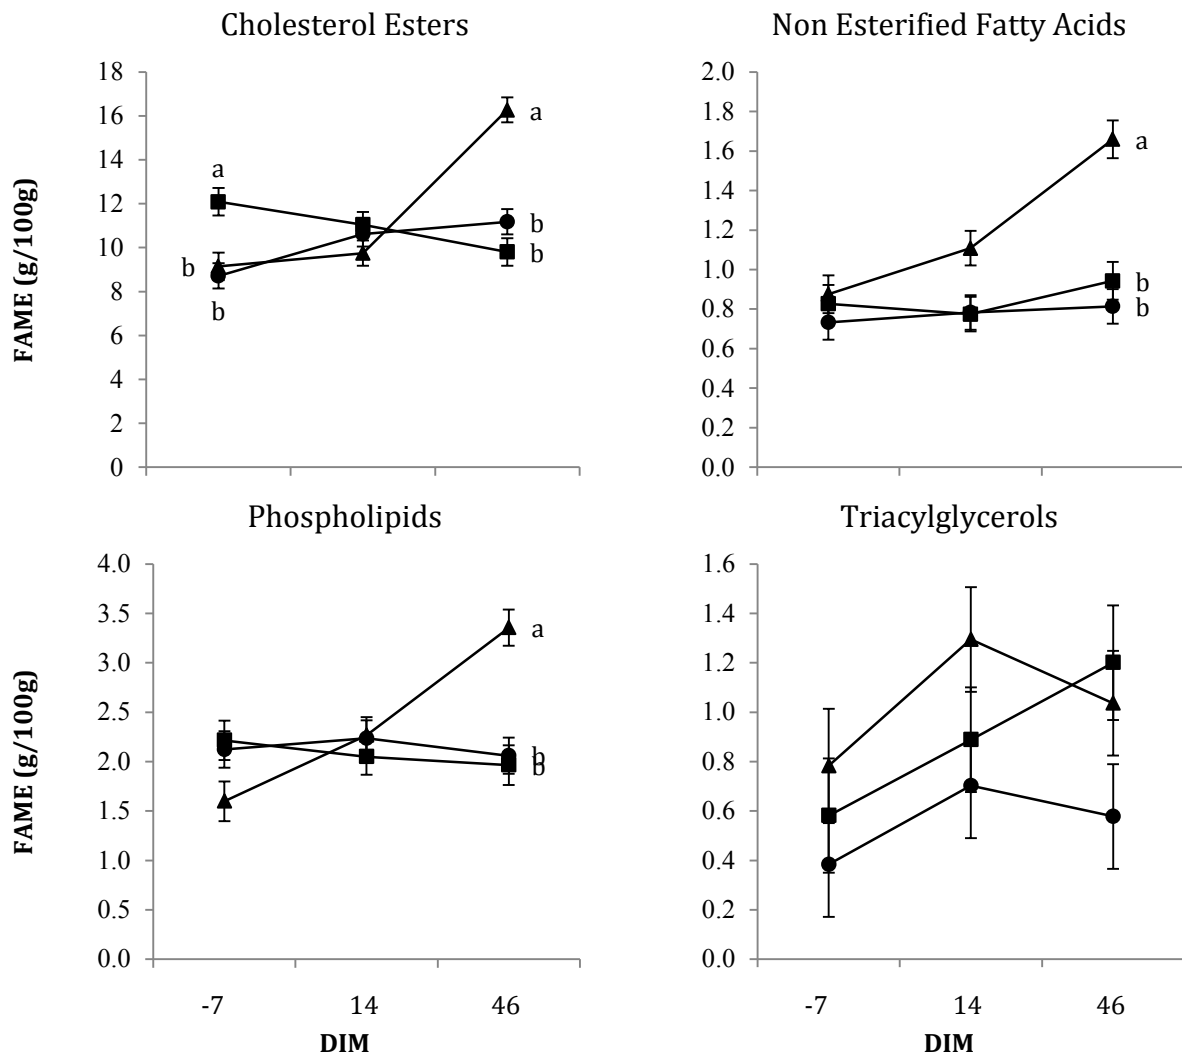 Cholesterol Esters
Non Esterified Fatty Acids
FAME (g/100g)
18
16
14
12
10
8
6
4
2
0
a
b
b
a
b
b
2.0
1.8
1.6
1.4
1.2
1.0
0.8
0.6
0.4
0.2
0.0
a
b
b
Phospholipids
Triacylglycerols
FAME (g/100g)
4.0
3.5
3.0
2.5
2.0
1.5
1.0
0.5
0.0
a
b
b
-7 14 46
DIM
1.6
1.4
1.2
1.0
0.8
0.6
0.4
0.2
0.0
-7 14 46
DIM